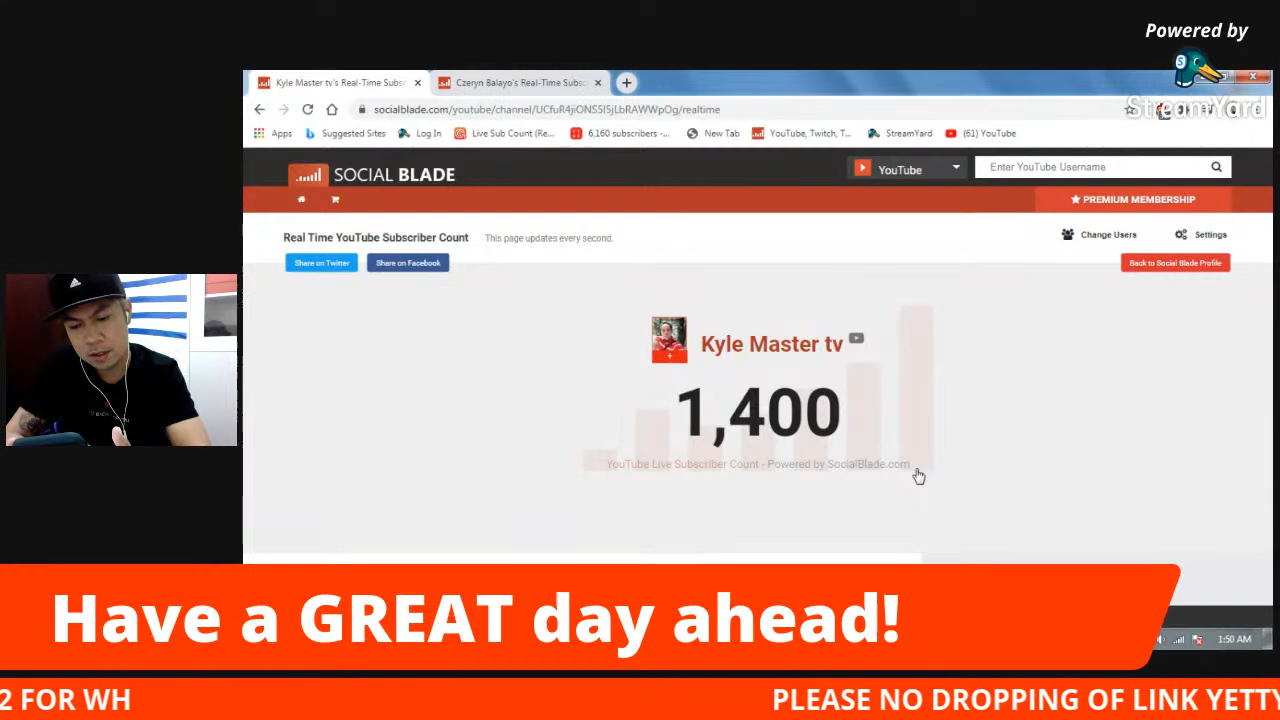 Powered by
StreamYard
Kyle Master tv's Real-Time Subsc
Czeryn Balayo's Real-Time Subsc
socialblade.com/youtube/channel/UCfuR4jiONSSI5jLbRAWWpOg/realtime
Apps
Suggested Sites
Log In
Live Sub Count (Re...
6,160 subscribers -...
New Tab
YouTube, Twitch, T...
StreamYard
(61) YouTube
SOCIAL BLADE
YouTube
Enter YouTube Username
PREMIUM MEMBERSHIP
Real Time YouTube Subscriber Count
This page updates every second.
Change Users
Settings
Share on Twitter
Share on Facebook
Back to Social Blade Profile
Kyle Master tv
1,400
YouTube Live Subscriber Count - Powered by SocialBlade.com
Have a GREAT day ahead!
1:50 AM
2 FOR WH
PLEASE NO DROPPING OF LINK YETTY